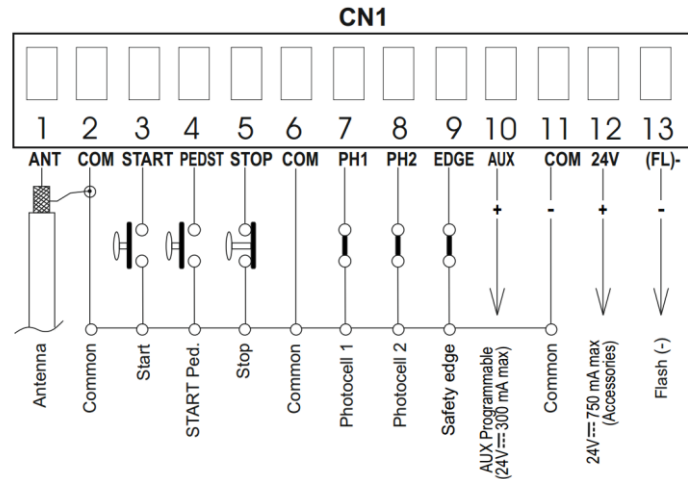 CN1
1 2 3 4 5 6 7 8 9 10 11 12 13
ANT COM START PEDST STOP COM PH1 PH2 EDGE AUX COM 24V (FL)-
+ - + -
Antenna
Common
Start
START Ped.
Stop
Common
Photocell 1
Photocell 2
Safety edge
AUX Programmable
(24V⎓ 300 mA max)
Common
24V⎓ 750 mA max
(Accessories)
Flash (-)